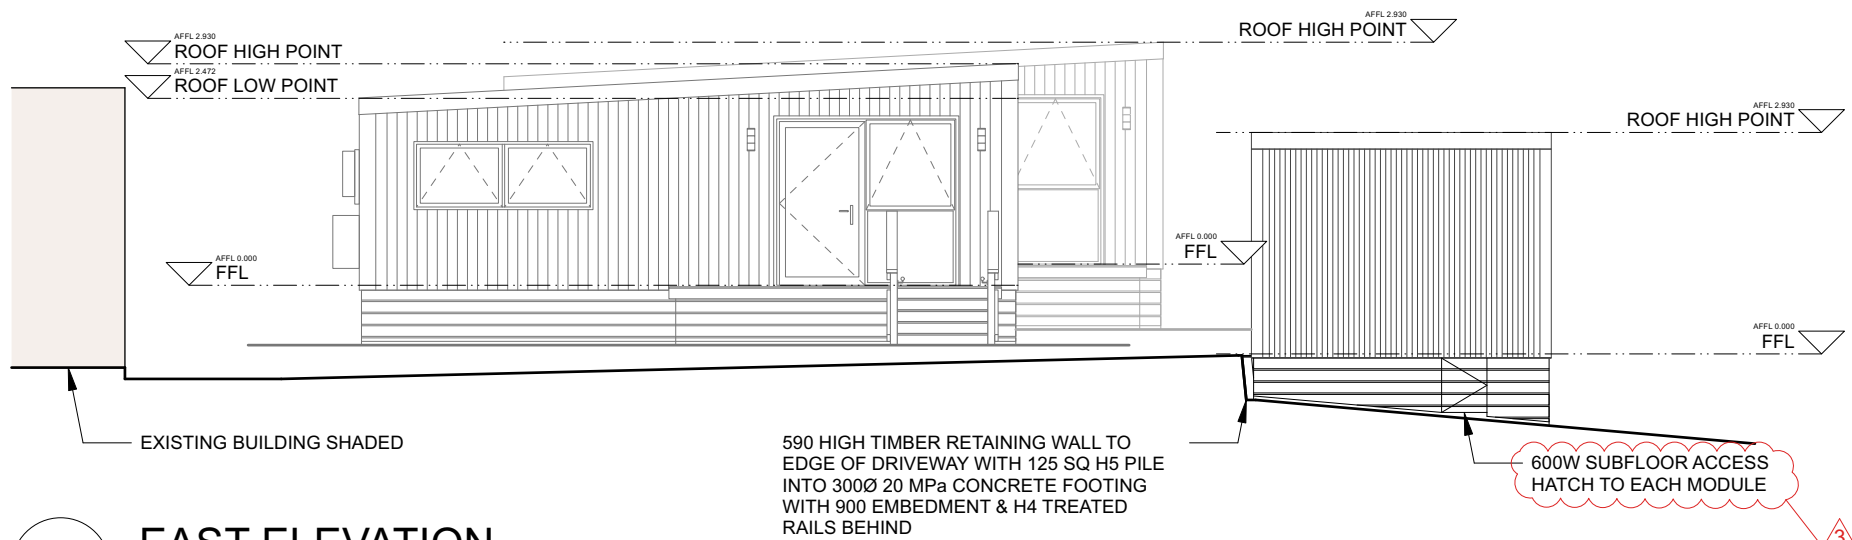 AFFL 2.930
ROOF HIGH POINT
AFFL 2.472
ROOF LOW POINT
AFFL 2.930
ROOF HIGH POINT
AFFL 2.930
ROOF HIGH POINT
AFFL 0.000
FFL
AFFL 0.000
FFL
AFFL 0.000
FFL
EXISTING BUILDING SHADED
590 HIGH TIMBER RETAINING WALL TO
EDGE OF DRIVEWAY WITH 125 SQ H5 PILE
INTO 300Ø 20 MPa CONCRETE FOOTING
WITH 900 EMBEDMENT & H4 TREATED
RAILS BEHIND
600W SUBFLOOR ACCESS
HATCH TO EACH MODULE
3
EAST ELEVATION